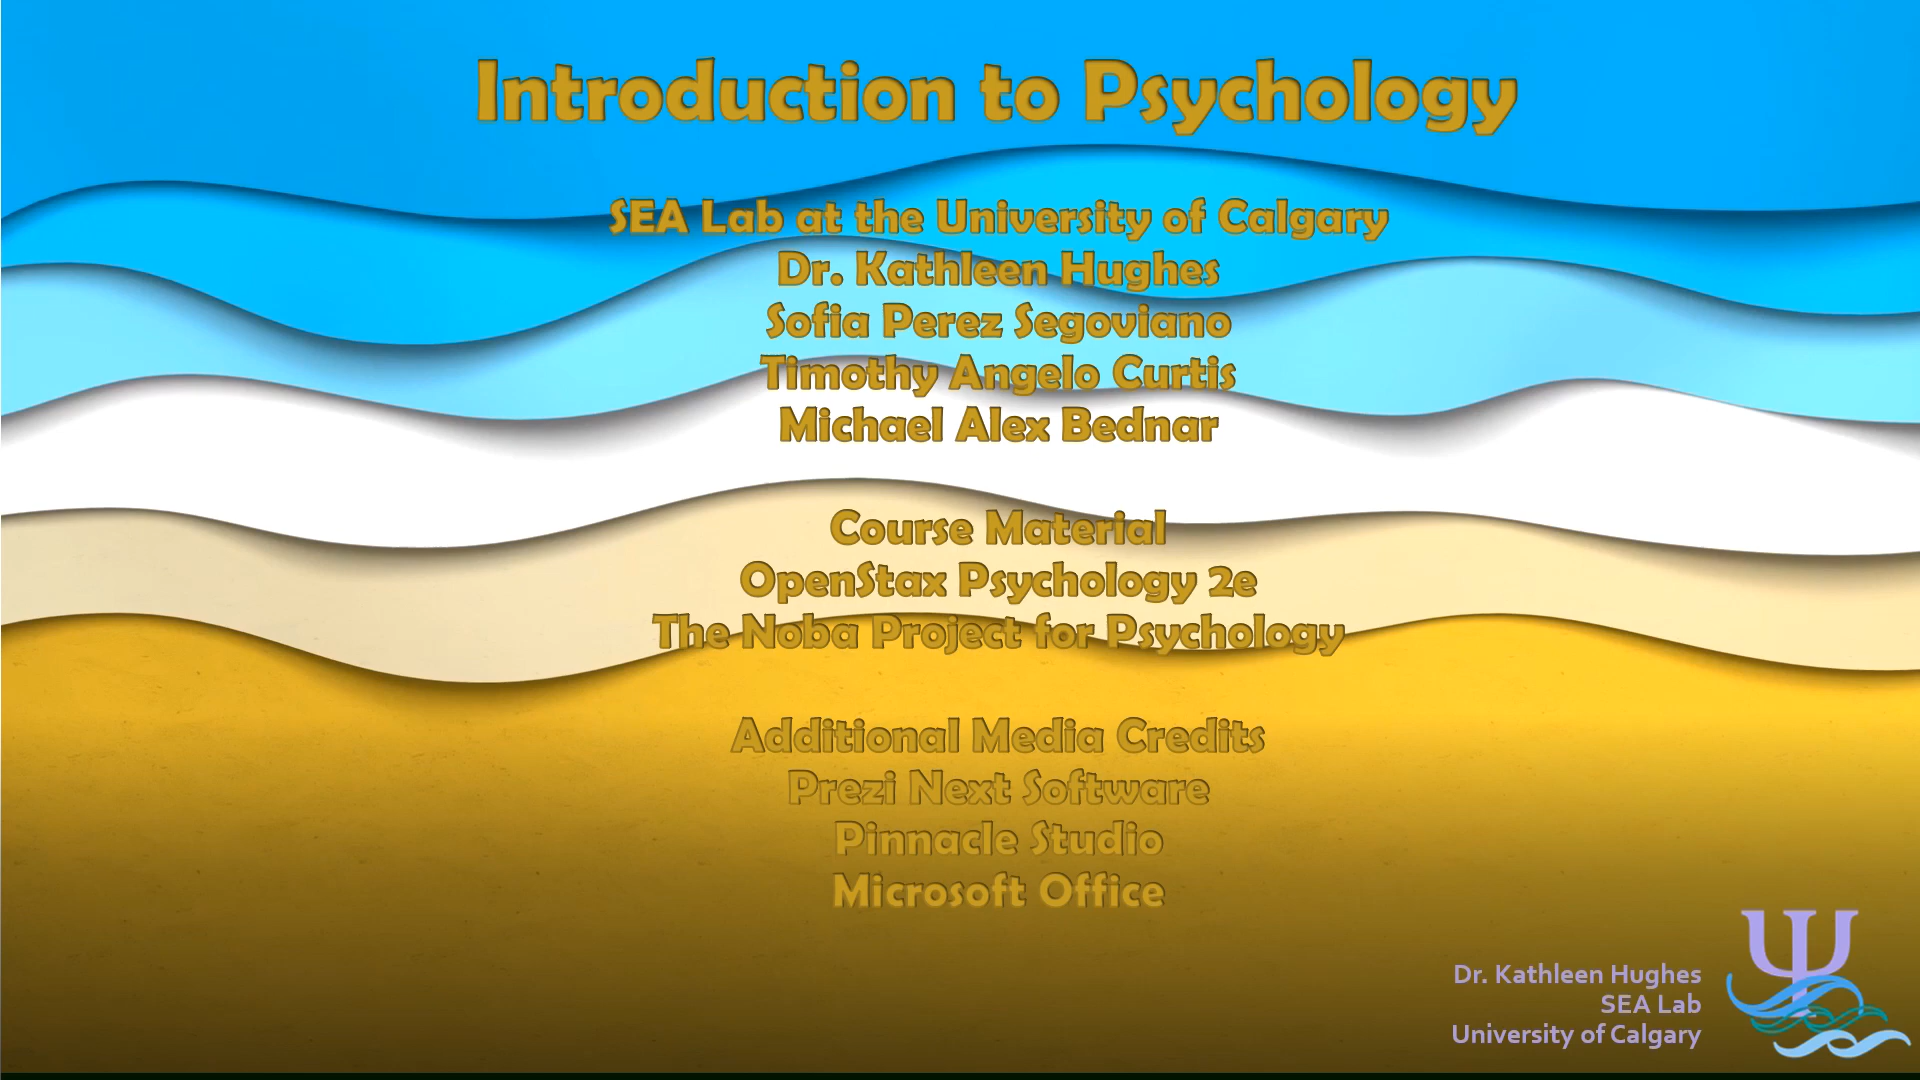 Introduction to Psychology
SEA Lab at the University of Calgary
Dr. Kathleen Hughes
Sofia Perez Segoviano
Timothy Angelo Curtis
Michael Alex Bednar
Course Material
OpenStax Psychology 2e
The Noba Project for Psychology
Additional Media Credits
Prezi Next Software
Pinnacle Studio
Microsoft Office
Dr. Kathleen Hughes
SEA Lab
University of Calgary